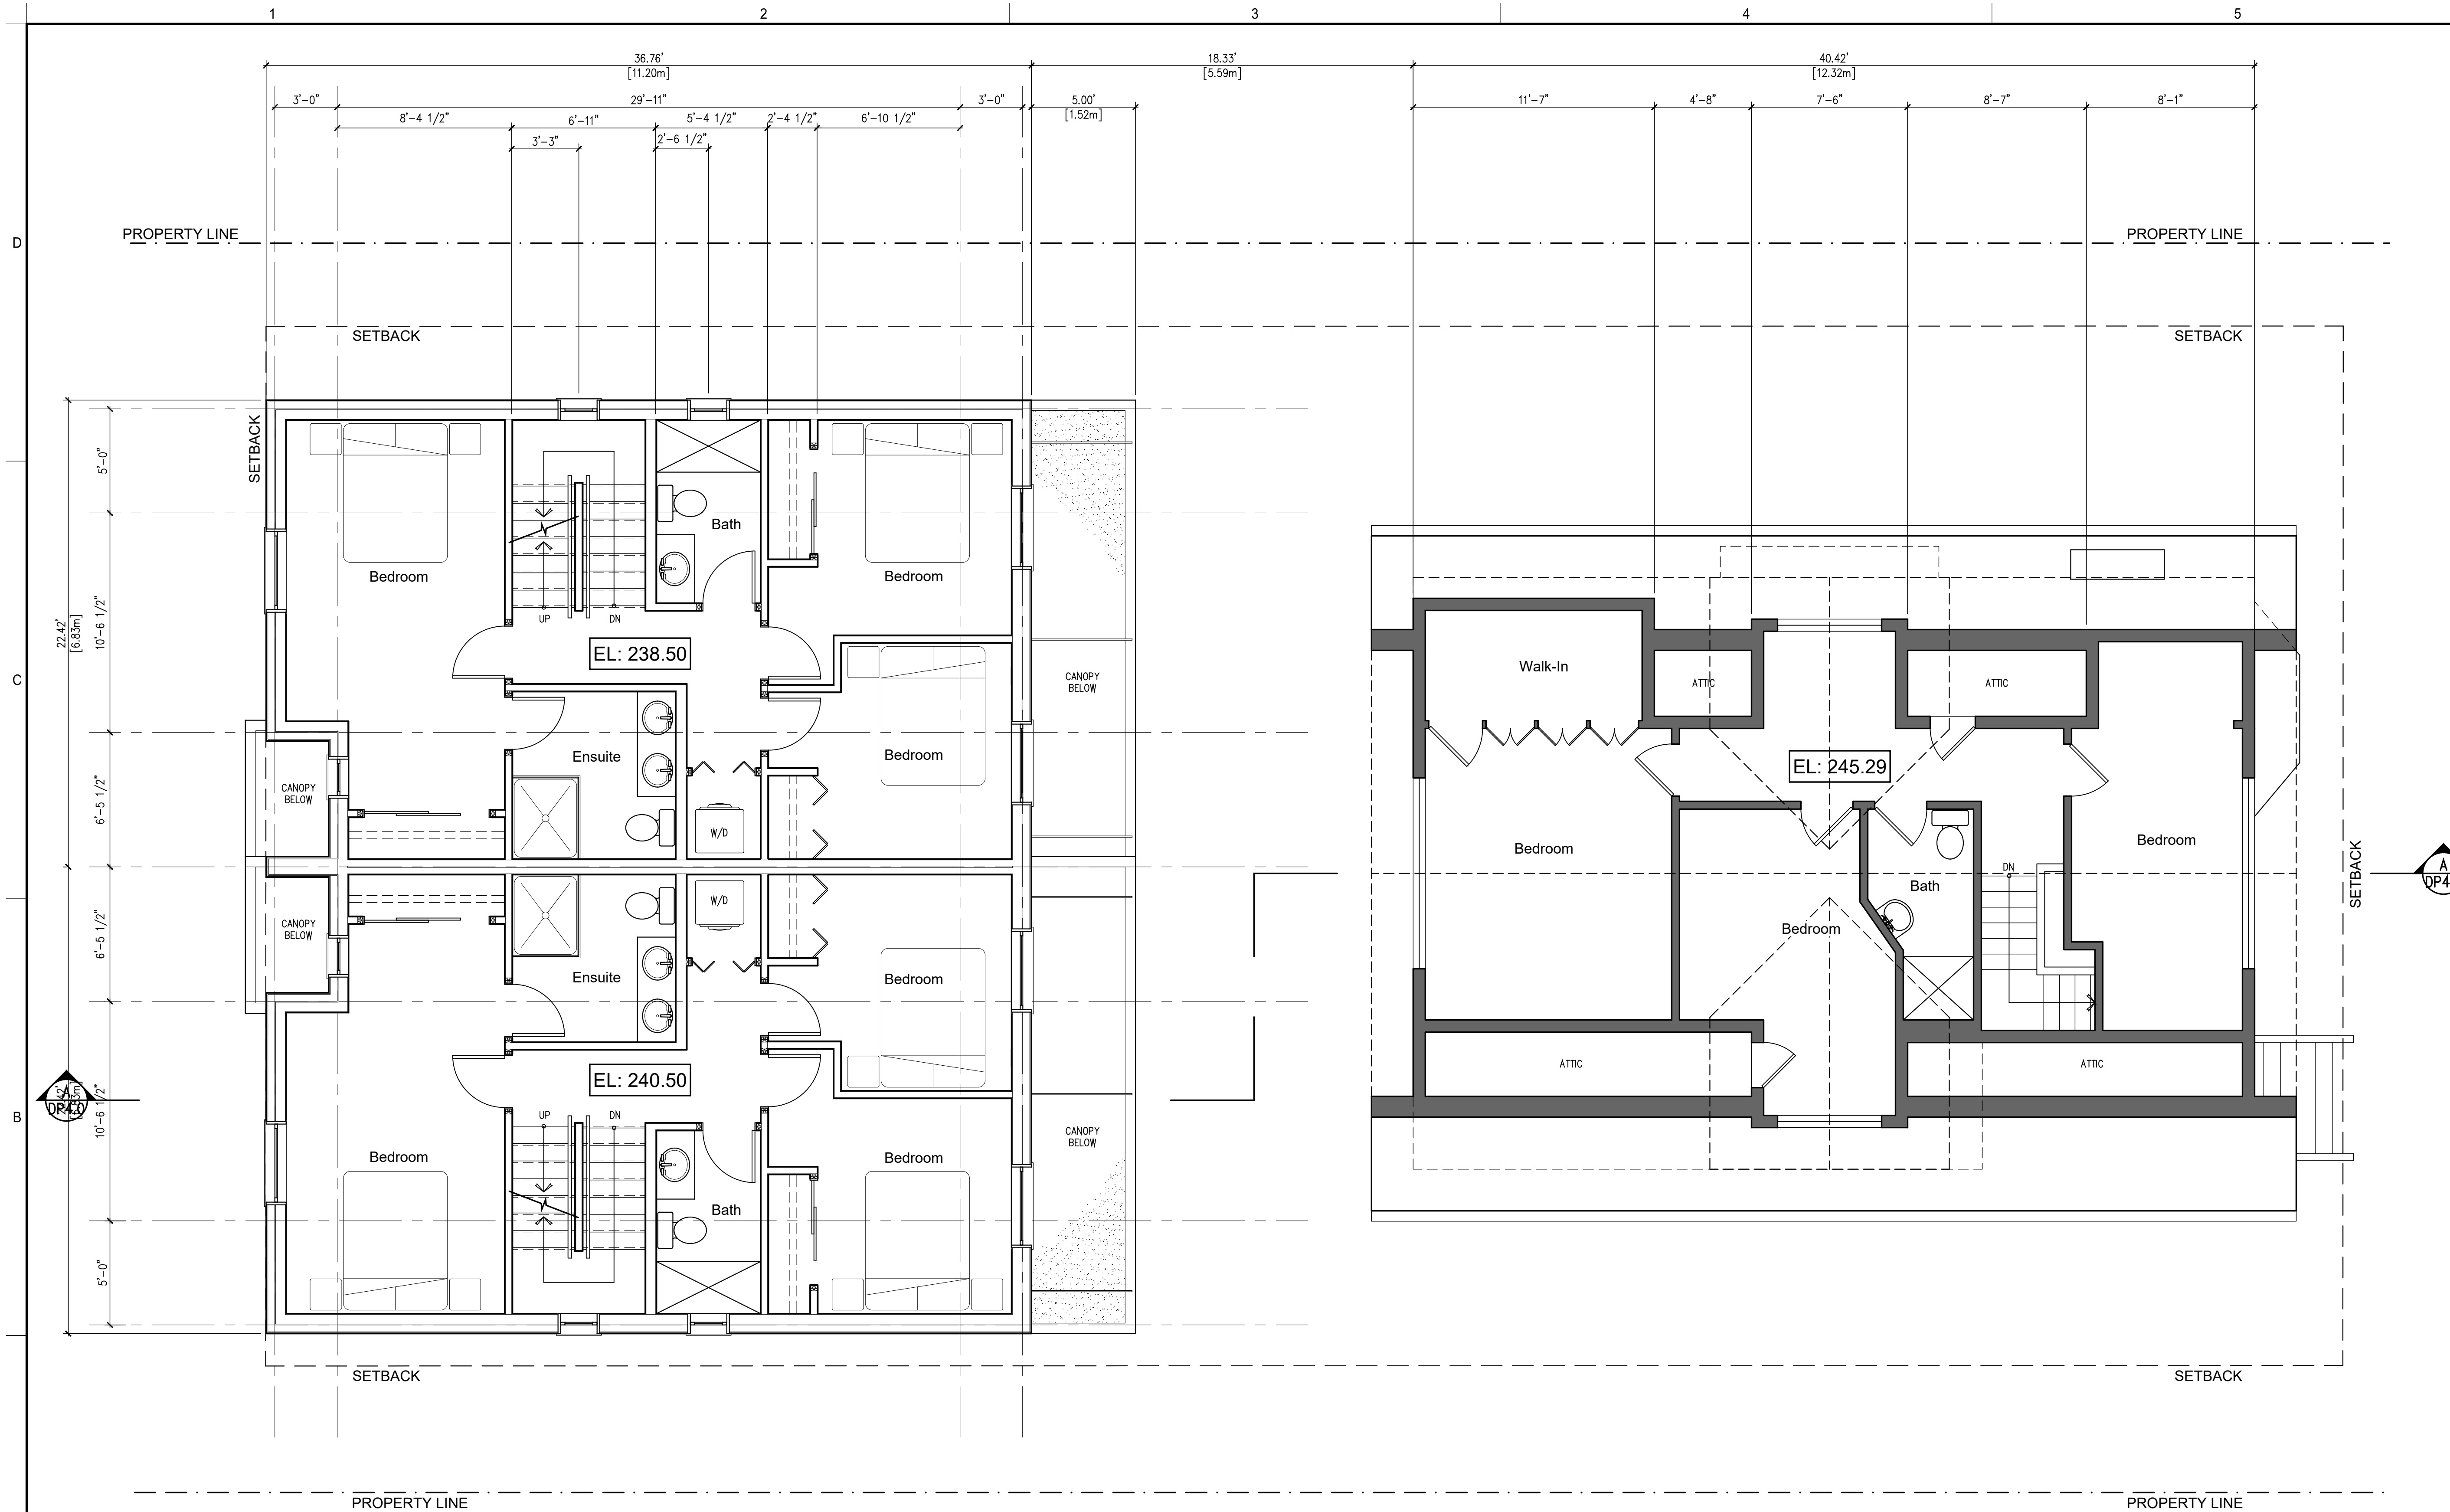 1
2
3
4
5
36.76'
[11.20m]
18.33'
[5.59m]
40.42'
[12.32m]
3'-0"
29'-11"
3'-0"
5.00'
[1.52m]
11'-7"
4'-8"
7'-6"
8'-7"
8'-1"
8'-4 1/2"
6'-11"
5'-4 1/2"
2'-4 1/2"
6'-10 1/2"
3'-3"
2'-6 1/2"
D
PROPERTY LINE
PROPERTY LINE
SETBACK
SETBACK
SETBACK
5'-0"
Bath
Bedroom
Bedroom
10'-6 1/2"
22.42'
[6.83m]
UP
DN
EL: 238.50
C
CANOPY
BELOW
Walk-In
ATTIC
ATTIC
Ensuite
Bedroom
EL: 245.29
6'-5 1/2"
CANOPY
BELOW
W/D
Bedroom
Bedroom
SETBACK
DN
A
Bath
W/D
6'-5 1/2"
CANOPY
BELOW
Bedroom
Ensuite
Bedroom
ATTIC
ATTIC
EL: 240.50
A
DP4.0
10'-6 1/2"
B
UP
DN
CANOPY
BELOW
Bedroom
Bedroom
Bath
5'-0"
SETBACK
SETBACK
PROPERTY LINE
PROPERTY LINE